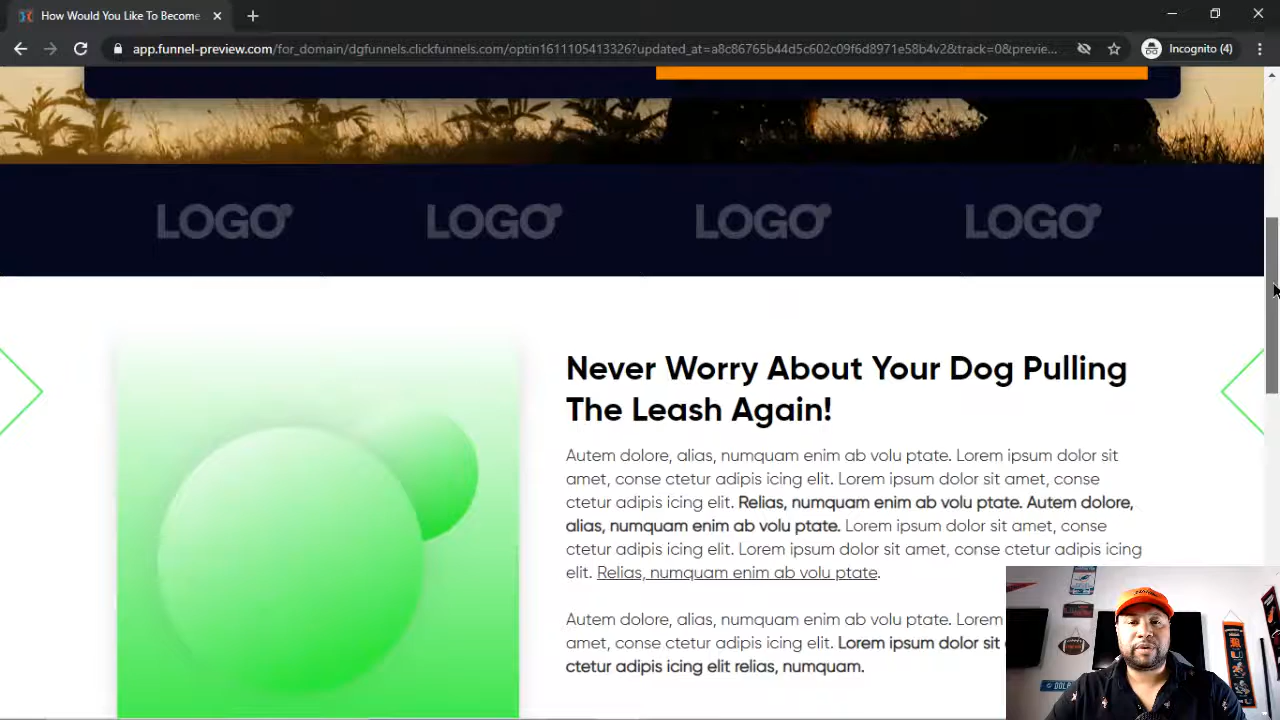 How Would You Like To Become
app.funnel-preview.com/for_domain/dgfunnels.clickfunnels.com/optin1611105413326?updated_at=a8c86765b44d5c602c09f6d8971e58b4v2&track=0&previe...
Incognito (4)
LOGO LOGO LOGO LOGO
Never Worry About Your Dog Pulling
The Leash Again!
Autem dolore, alias, numquam enim ab volu ptate. Lorem ipsum dolor sit
amet, conse ctetur adipis icing elit. Lorem ipsum dolor sit amet, conse
ctetur adipis icing elit. Relias, numquam enim ab volu ptate. Autem dolore,
alias, numquam enim ab volu ptate. Lorem ipsum dolor sit amet, conse
ctetur adipis icing elit. Lorem ipsum dolor sit amet, conse ctetur adipis icing
elit. Relias, numquam enim ab volu ptate.
Autem dolore, alias, numquam enim ab volu ptate. Lorem
amet, conse ctetur adipis icing elit. Lorem ipsum dolor sit
ctetur adipis icing elit relias, numquam.